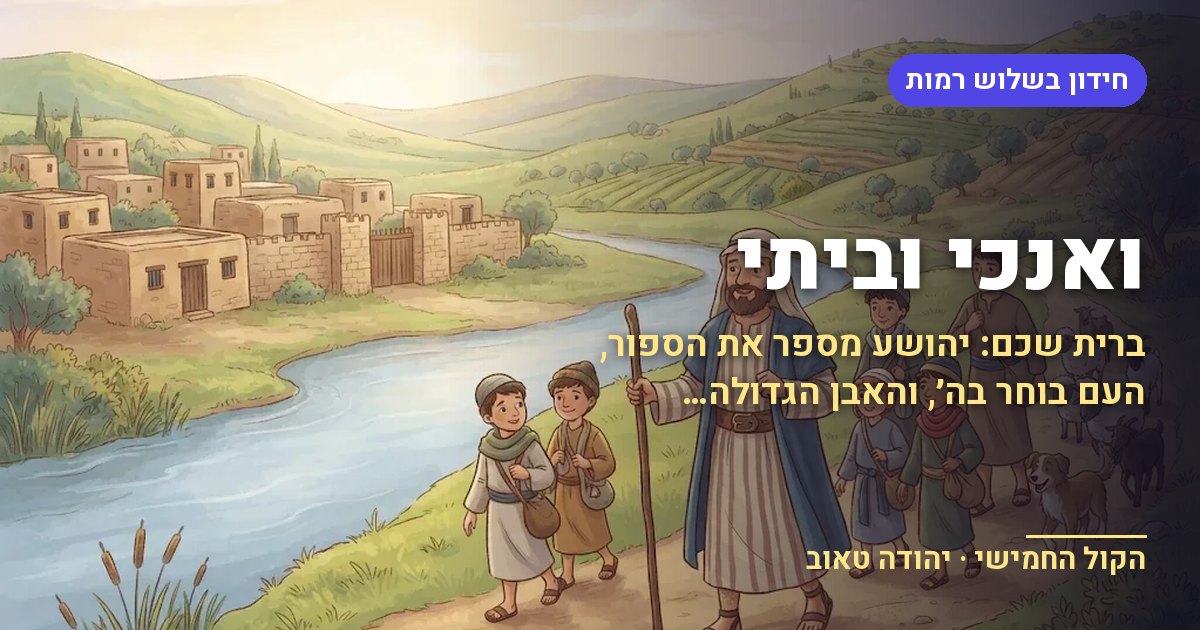 חידון בשלוש רמות
ואנכי וביתי
ברית שכם: יהושע מספר את הספור,
העם בוחר בה׳, והאבן הגדולה...
הקול החמישי · יהודה טאוב